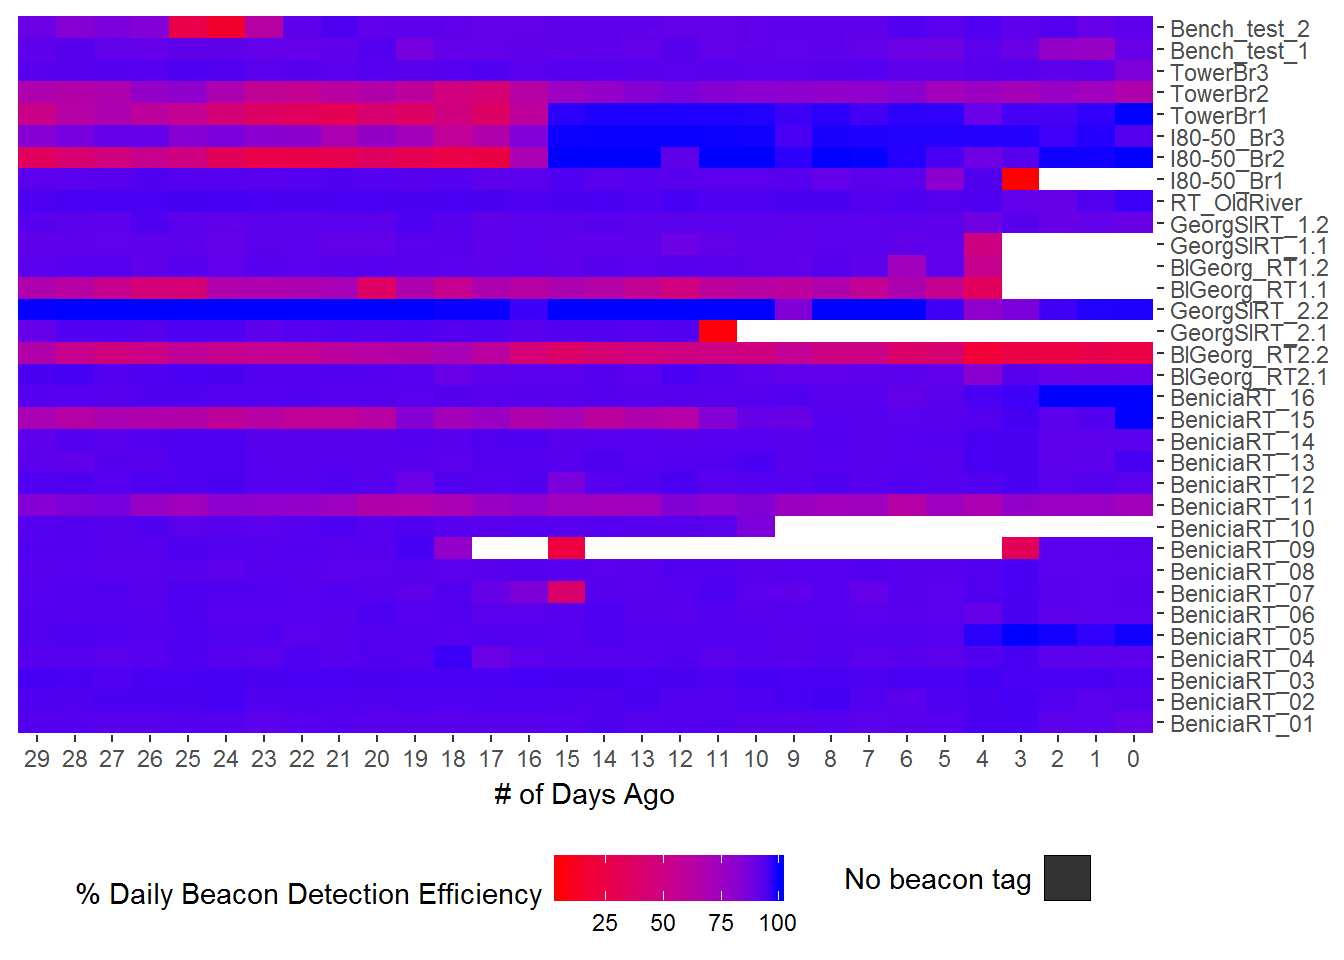 Bench_test_2
Bench_test_1
TowerBr3
TowerBr2
TowerBr1
I80-50_Br3
I80-50_Br2
I80-50_Br1
RT_OldRiver
GeorgSlRT_1.2
GeorgSlRT_1.1
BlGeorg_RT1.2
BlGeorg_RT1.1
GeorgSlRT_2.2
GeorgSlRT_2.1
BlGeorg_RT2.2
BlGeorg_RT2.1
BeniciaRT_16
BeniciaRT_15
BeniciaRT_14
BeniciaRT_13
BeniciaRT_12
BeniciaRT_11
BeniciaRT_10
BeniciaRT_09
BeniciaRT_08
BeniciaRT_07
BeniciaRT_06
BeniciaRT_05
BeniciaRT_04
BeniciaRT_03
BeniciaRT_02
BeniciaRT_01
29 28 27 26 25 24 23 22 21 20 19 18 17 16 15 14 13 12 11 10 9 8 7 6 5 4 3 2 1 0
# of Days Ago
% Daily Beacon Detection Efficiency
25 50 75 100
No beacon tag